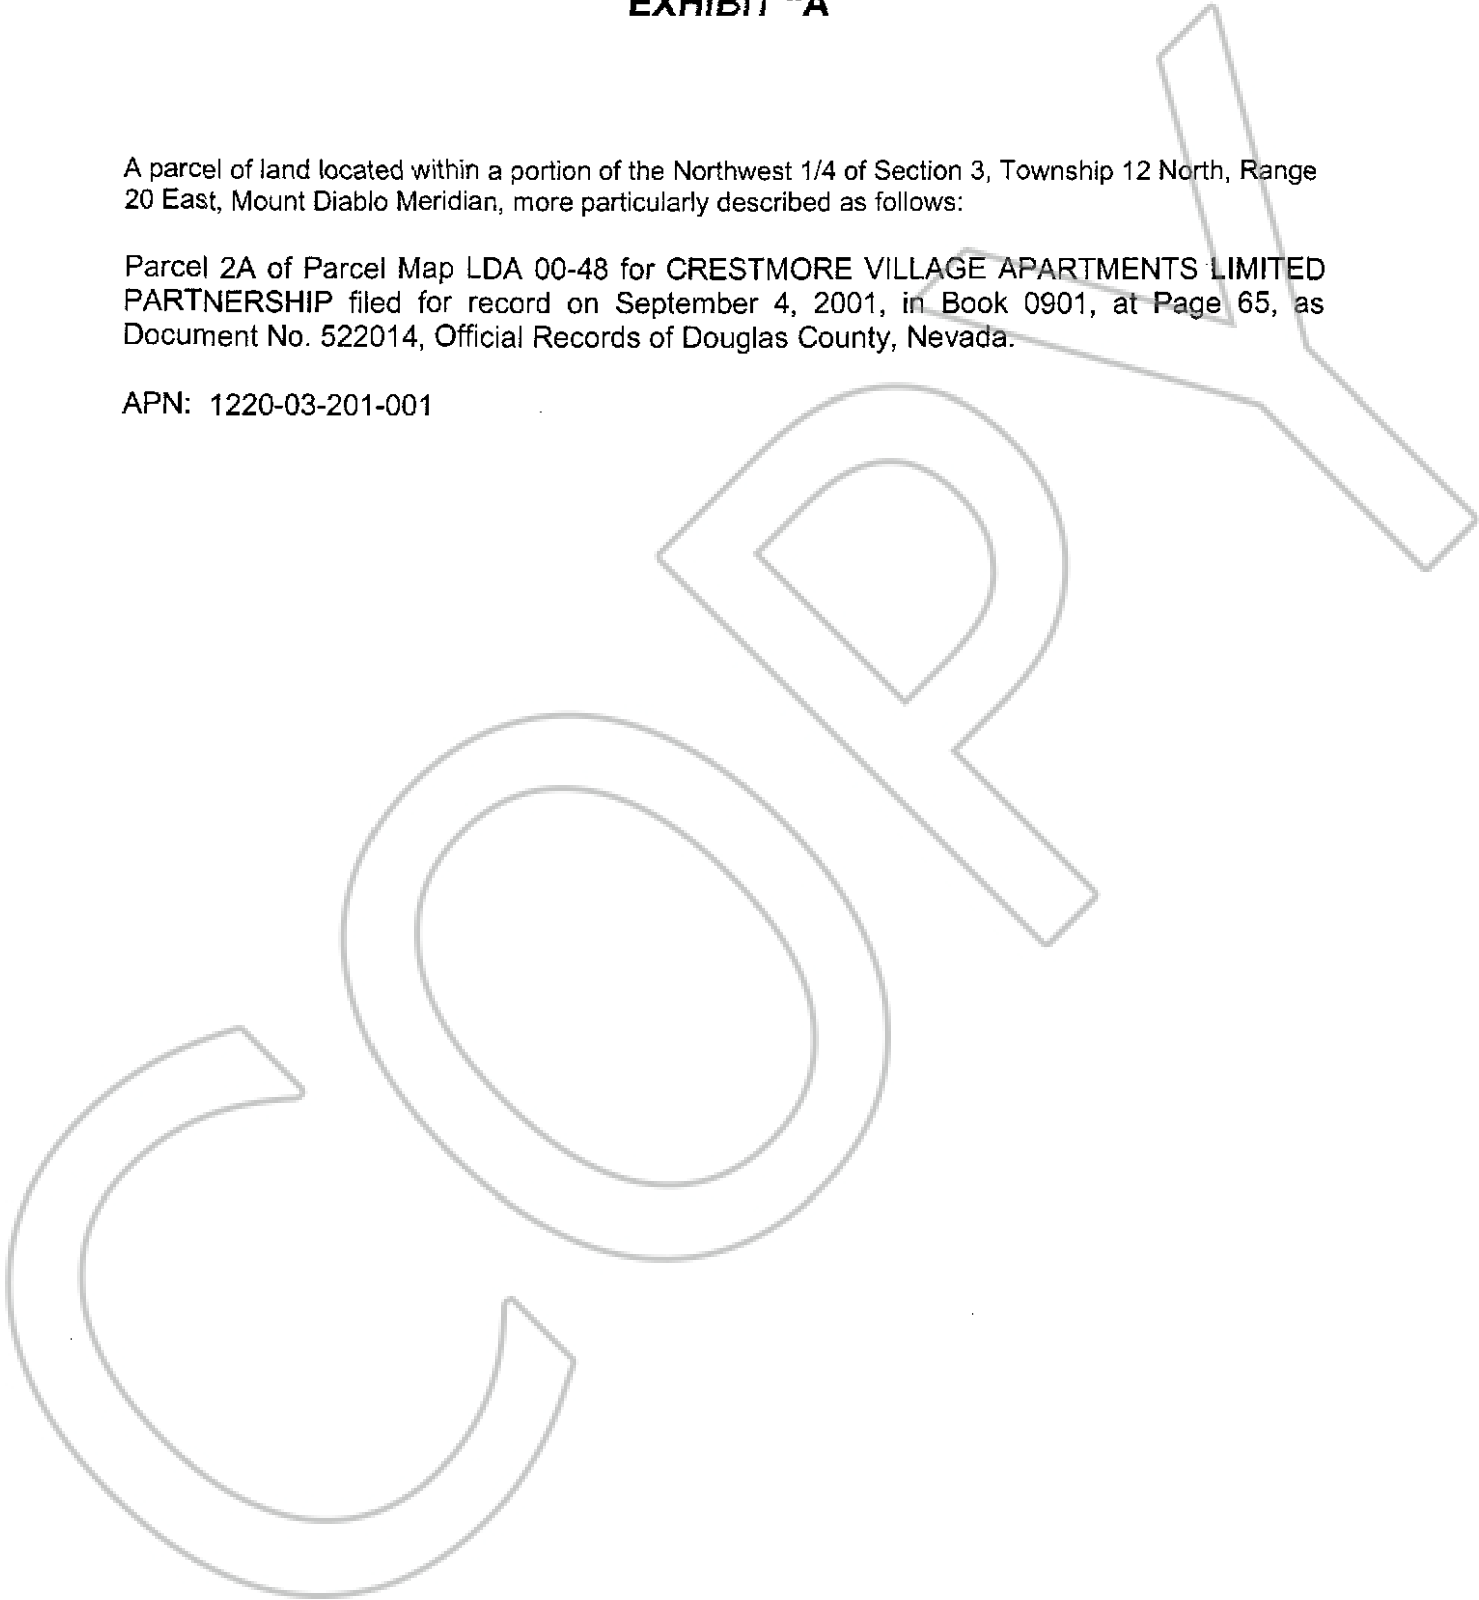 EXHIBIT "A
A parcel of land located within a portion of the Northwest 1/4 of Section 3, Township 12 North, Range
20 East, Mount Diablo Meridian, more particularly described as follows:
Parcel 2A of Parcel Map LDA 00-48 for CRESTMORE VILLAGE APARTMENTS LIMITED
PARTNERSHIP filed for record on September 4, 2001, in Book 0901, at Page 65, as
Document No. 522014, Official Records of Douglas County, Nevada.
APN: 1220-03-201-001
COPY